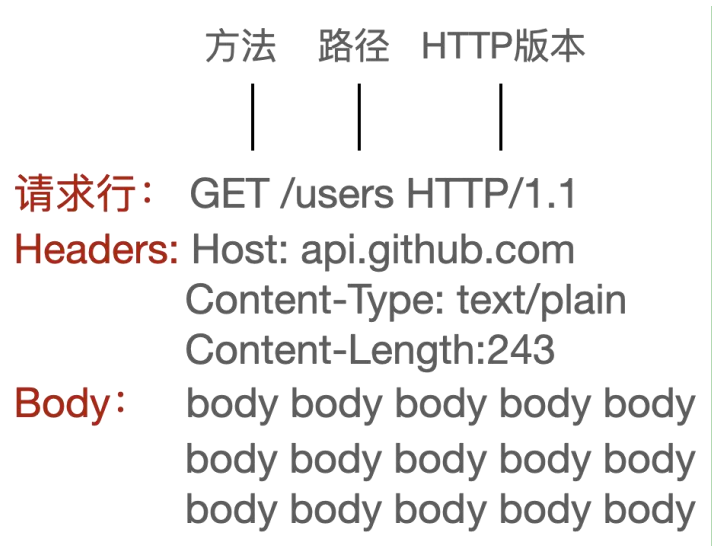 方法 路径 HTTP版本
请求行： GET /users HTTP/1.1
Headers: Host: api.github.com
Content-Type: text/plain
Content-Length:243
Body： body body body body body
body body body body body
body body body body body